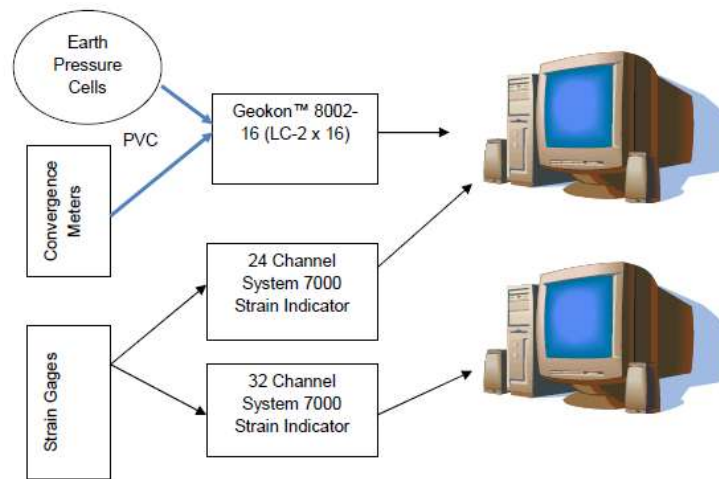 Earth
Pressure
Cells
PVC
Geokon™ 8002-
16 (LC-2 x 16)
Convergence
Meters
24 Channel
System 7000
Strain Indicator
Strain Gages
32 Channel
System 7000
Strain Indicator